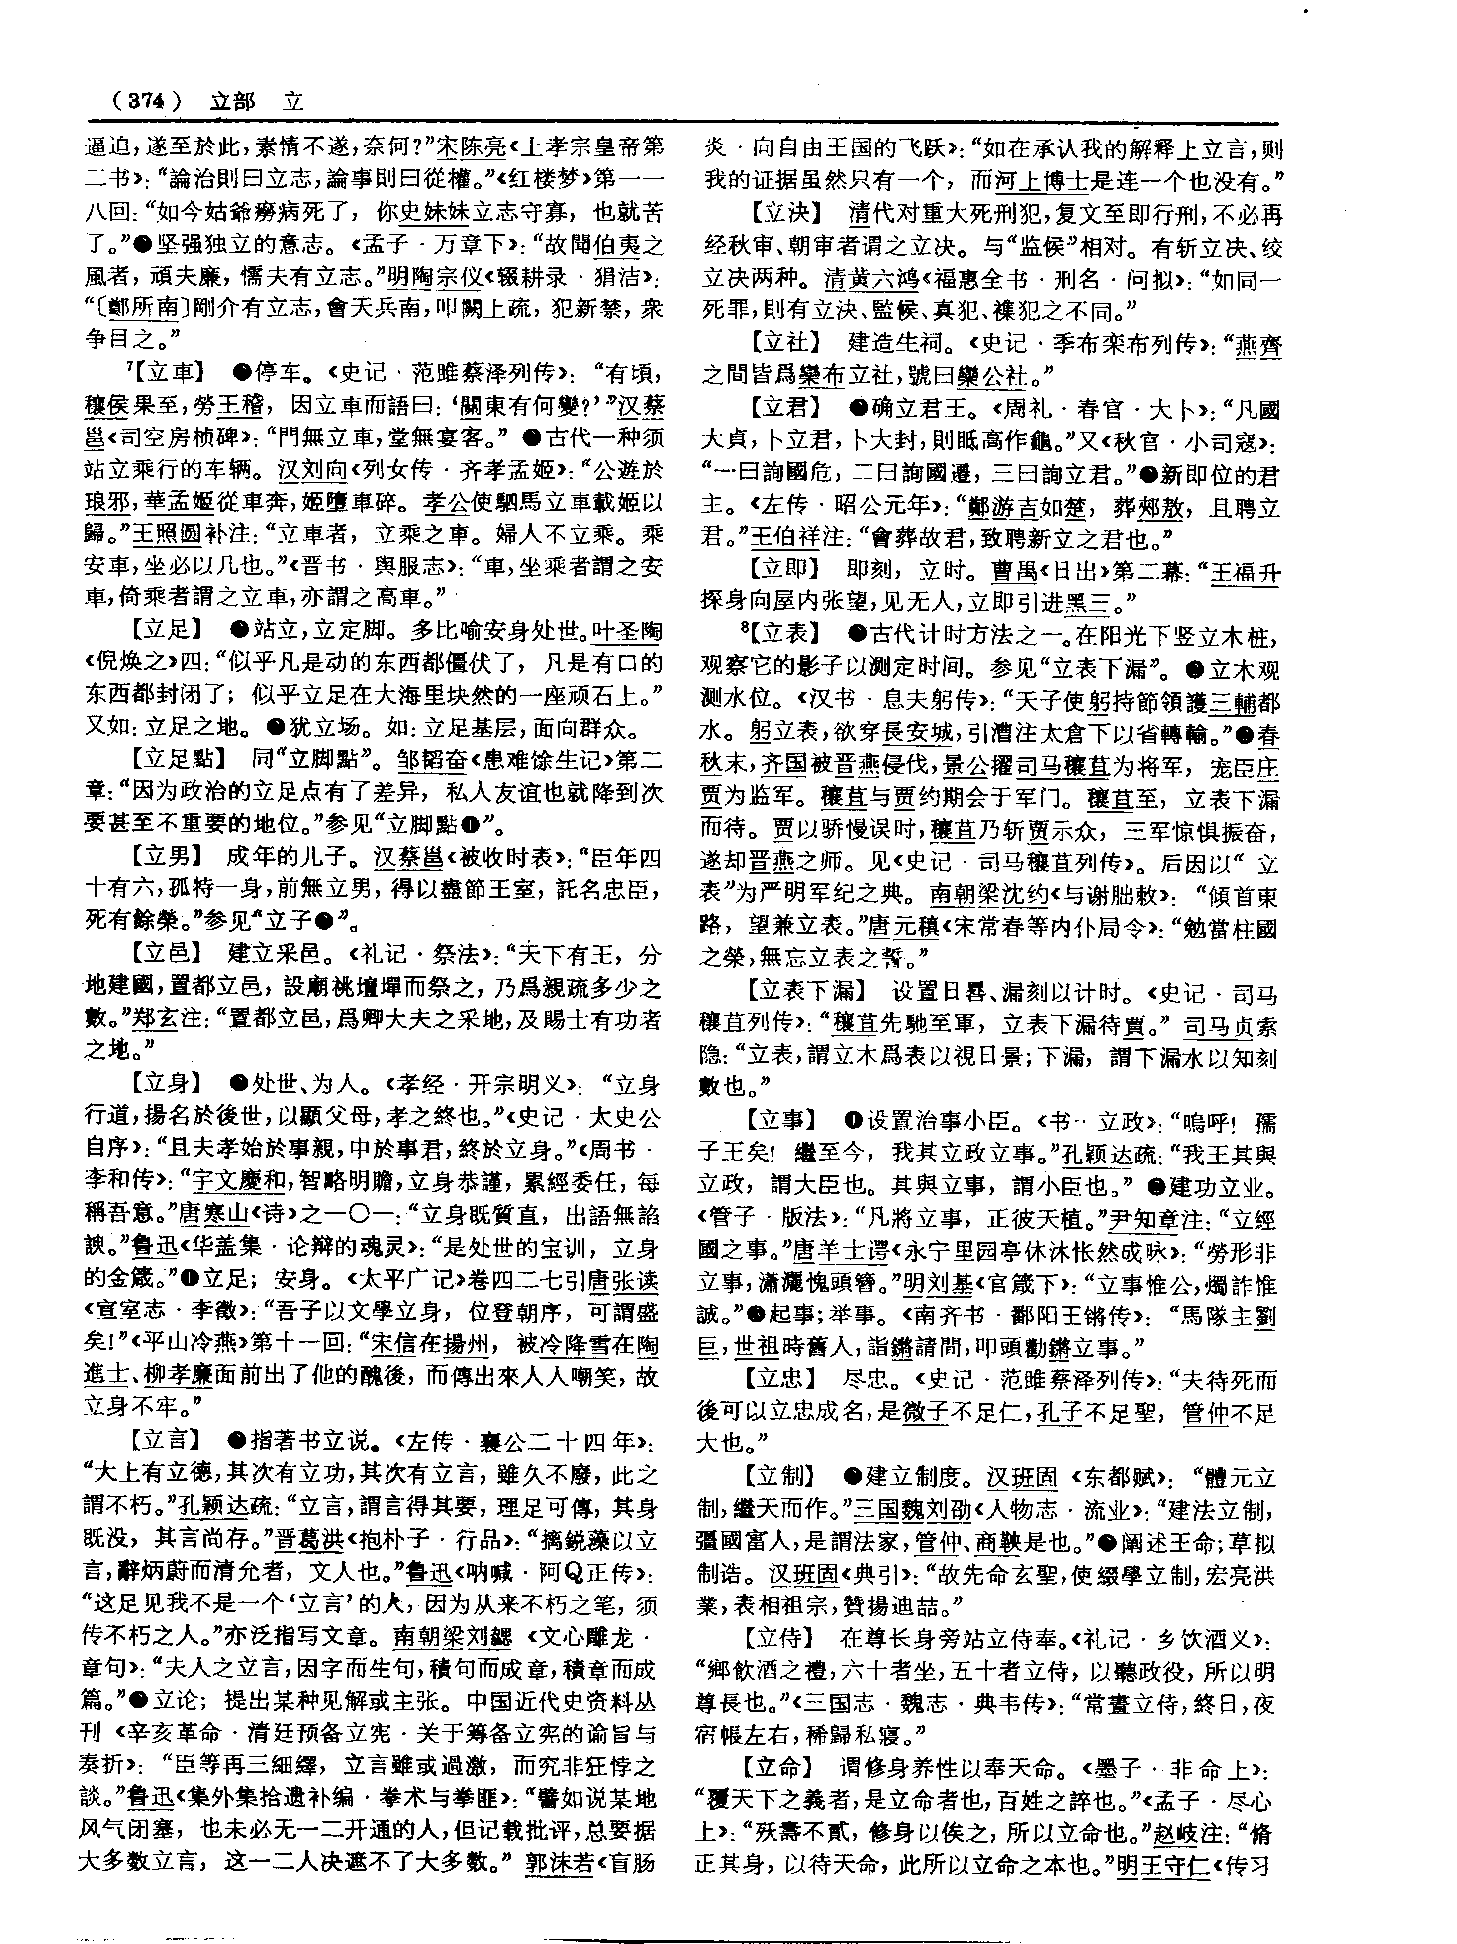 （374） 立部 立
逼迫，遂至於此，素情不遂，奈何？”宋陈亮《上孝宗皇帝第
二书》：“論治則曰立志，論事則曰從權。”《红楼梦》第一一
八回：“如今姑爺癆病死了，你史妹妹立志守寡，也就苦
了。”❷坚强独立的意志。《孟子·万章下》：“故聞伯夷之
風者，頑夫廉，懦夫有立志。”明陶宗仪《辍耕录·狷洁》：
“〔鄭所南〕剛介有立志，會天兵南，叩闕上疏，犯新禁，衆
争目之。”
⁷【立車】 ❶停车。《史记·范雎蔡泽列传》：“有頃，
穰侯果至，勞王稽，因立車而語曰：‘關東有何變？’”汉蔡
邕《司空房桢碑》：“門無立車，堂無宴客。”❷古代一种须
站立乘行的车辆。汉刘向《列女传·齐孝孟姬》：“公遊於
琅邪，華孟姬從車奔，姬墮車碎。孝公使駟馬立車載姬以
歸。”王照圆补注：“立車者，立乘之車。婦人不立乘。乘
安車，坐必以几也。”《晋书·舆服志》：“車，坐乘者謂之安
車，倚乘者謂之立車，亦謂之高車。”
【立足】 ❶站立，立定脚。多比喻安身处世。叶圣陶
《倪焕之》四：“似乎凡是动的东西都僵伏了，凡是有口的
东西都封闭了；似乎立足在大海里块然的一座顽石上。”
又如：立足之地。❷犹立场。如：立足基层，面向群众。
【立足點】 同“立脚點”。邹韬奋《患难馀生记》第二
章：“因为政治的立足点有了差异，私人友谊也就降到次
要甚至不重要的地位。”参见“立脚點❶”。
【立男】 成年的儿子。汉蔡邕《被收时表》：“臣年四
十有六，孤特一身，前無立男，得以盡節王室，託名忠臣，
死有餘榮。”参见“立子❷”。
【立邑】 建立采邑。《礼记·祭法》：“天下有王，分
地建國，置都立邑，設廟祧壇墠而祭之，乃爲親疏多少之
數。”郑玄注：“置都立邑，爲卿大夫之采地，及賜士有功者
之地。”
【立身】 ❶处世、为人。《孝经·开宗明义》：“立身
行道，揚名於後世，以顯父母，孝之終也。”《史记·太史公
自序》：“且夫孝始於事親，中於事君，終於立身。”《周书·
李和传》：“宇文慶和，智略明贍，立身恭謹，累經委任，每
稱吾意。”唐寒山《诗》之一〇一：“立身既質直，出語無諂
諛。”鲁迅《华盖集·论辩的魂灵》：“是处世的宝训，立身
的金箴。”❷立足；安身。《太平广记》卷四二七引唐张读
《宣室志·李徵》：“吾子以文學立身，位登朝序，可謂盛
矣！”《平山冷燕》第十一回：“宋信在揚州，被冷降雪在陶
進士、柳孝廉面前出了他的醜後，而傳出來人人嘲笑，故
立身不牢。”
【立言】 ❶指著书立说。《左传·襄公二十四年》：
“大上有立德，其次有立功，其次有立言，雖久不廢，此之
謂不朽。”孔颖达疏：“立言，謂言得其要，理足可傳，其身
既没，其言尚存。”晋葛洪《抱朴子·行品》：“摛鋭藻以立
言，辭炳蔚而清允者，文人也。”鲁迅《呐喊·阿Q正传》：
“这足见我不是一个‘立言’的人，因为从来不朽之笔，须
传不朽之人。”亦泛指写文章。南朝梁刘勰《文心雕龙·
章句》：“夫人之立言，因字而生句，積句而成章，積章而成
篇。”❷立论；提出某种见解或主张。中国近代史资料丛
刊《辛亥革命·清廷预备立宪·关于筹备立宪的谕旨与
奏折》：“臣等再三細繹，立言雖或過激，而究非狂悖之
談。”鲁迅《集外集拾遗补编·拳术与拳匪》：“譬如说某地
风气闭塞，也未必无一二开通的人，但记载批评，总要据
大多数立言，这一二人决遮不了大多数。”郭沫若《盲肠
炎·向自由王国的飞跃》：“如在承认我的解释上立言，则
我的证据虽然只有一个，而河上博士是连一个也没有。”
【立決】 清代对重大死刑犯，复文至即行刑，不必再
经秋审、朝审者谓之立决。与“监候”相对。有斩立决、绞
立决两种。清黄六鸿《福惠全书·刑名·问拟》：“如同一
死罪，則有立決、監候、真犯、襍犯之不同。”
【立社】 建造生祠。《史记·季布栾布列传》：“燕齊
之間皆爲欒布立社，號曰欒公社。”
【立君】 ❶确立君王。《周礼·春官·大卜》：“凡國
大貞，卜立君，卜大封，則眡高作龜。”又《秋官·小司寇》：
“一曰詢國危，二曰詢國遷，三曰詢立君。”❷新即位的君
主。《左传·昭公元年》：“鄭游吉如楚，葬郟敖，且聘立
君。”王伯祥注：“會葬故君，致聘新立之君也。”
【立即】 即刻，立时。曹禺《日出》第二幕：“王福升
探身向屋内张望，见无人，立即引进黑三。”
⁸【立表】 ❶古代计时方法之一。在阳光下竖立木桩，
观察它的影子以测定时间。参见“立表下漏”。❷立木观
测水位。《汉书·息夫躬传》：“天子使躬持節領護三輔都
水。躬立表，欲穿長安城，引漕注太倉下以省轉輸。”❸春
秋末，齐国被晋燕侵伐，景公擢司马穰苴为将军，宠臣庄
贾为监军。穰苴与贾约期会于军门。穰苴至，立表下漏
而待。贾以骄慢误时，穰苴乃斩贾示众，三军惊惧振奋，
遂却晋燕之师。见《史记·司马穰苴列传》。后因以“立
表”为严明军纪之典。南朝梁沈约《与谢朏敕》：“傾首東
路，望兼立表。”唐元稹《宋常春等内仆局令》：“勉當柱國
之榮，無忘立表之誓。”
【立表下漏】 设置日晷、漏刻以计时。《史记·司马
穰苴列传》：“穰苴先馳至軍，立表下漏待賈。”司马贞索
隐：“立表，謂立木爲表以視日景；下漏，謂下漏水以知刻
數也。”
【立事】 ❶设置治事小臣。《书·立政》：“嗚呼！孺
子王矣！繼至今，我其立政立事。”孔颖达疏：“我王其與
立政，謂大臣也。其與立事，謂小臣也。”❷建功立业。
《管子·版法》：“凡將立事，正彼天植。”尹知章注：“立經
國之事。”唐羊士谔《永宁里园亭休沐怅然成咏》：“勞形非
立事，瀟灑愧頭簪。”明刘基《官箴下》：“立事惟公，燭詐惟
誠。”❸起事；举事。《南齐书·鄱阳王锵传》：“馬隊主劉
巨，世祖時舊人，詣鏘請間，叩頭勸鏘立事。”
【立忠】 尽忠。《史记·范雎蔡泽列传》：“夫待死而
後可以立忠成名，是微子不足仁，孔子不足聖，管仲不足
大也。”
【立制】 ❶建立制度。汉班固《东都赋》：“體元立
制，繼天而作。”三国魏刘劭《人物志·流业》：“建法立制，
彊國富人，是謂法家，管仲、商鞅是也。”❷阐述王命；草拟
制诰。汉班固《典引》：“故先命玄聖，使綴學立制，宏亮洪
業，表相祖宗，贊揚迪喆。”
【立侍】 在尊长身旁站立侍奉。《礼记·乡饮酒义》：
“鄉飲酒之禮，六十者坐，五十者立侍，以聽政役，所以明
尊長也。”《三国志·魏志·典韦传》：“常晝立侍，終日，夜
宿帳左右，稀歸私寢。”
【立命】 谓修身养性以奉天命。《墨子·非命上》：
“覆天下之義者，是立命者也，百姓之誶也。”《孟子·尽心
上》：“殀壽不貳，修身以俟之，所以立命也。”赵岐注：“脩
正其身，以待天命，此所以立命之本也。”明王守仁《传习